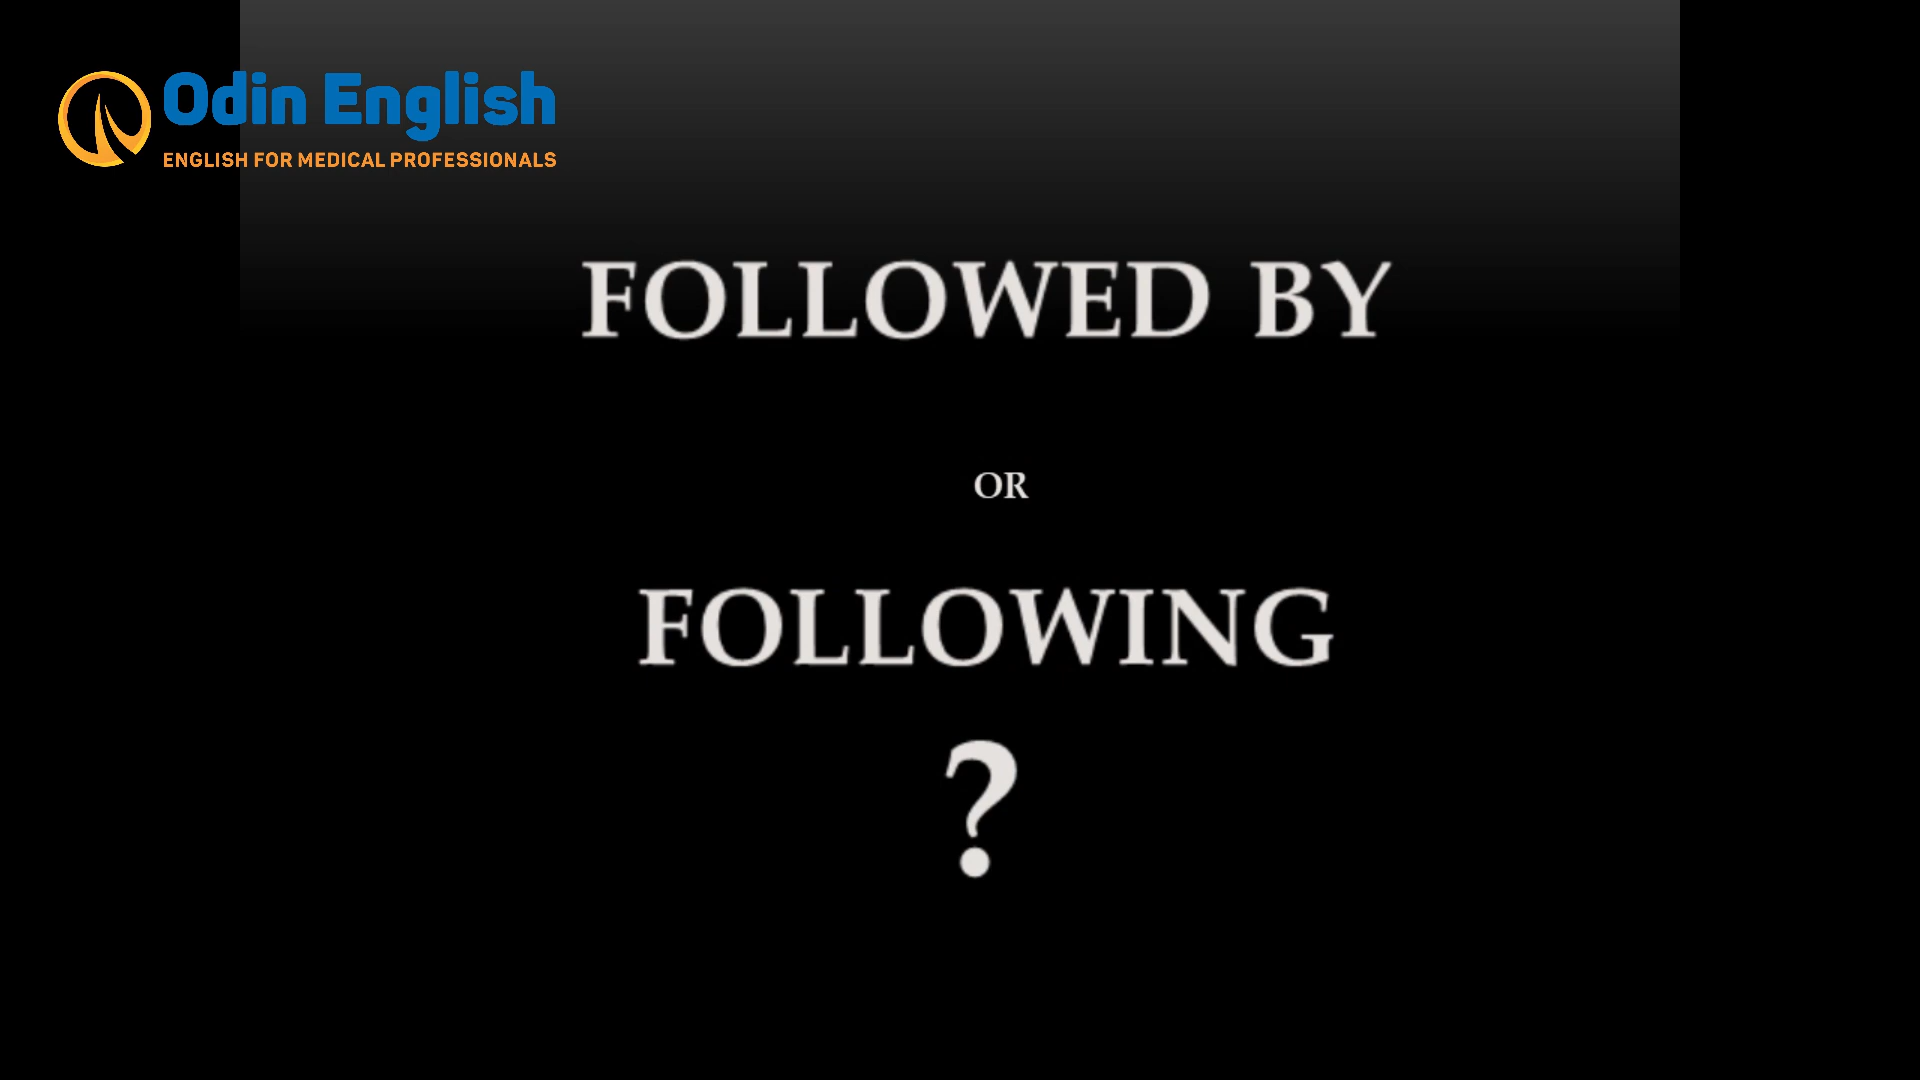 Odin English
ENGLISH FOR MEDICAL PROFESSIONALS
FOLLOWED BY
OR
FOLLOWING
?